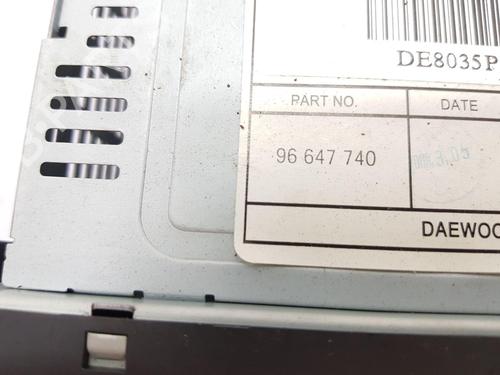 DE8035P
PART NO.
DATE
96 647 740
DAEWOO